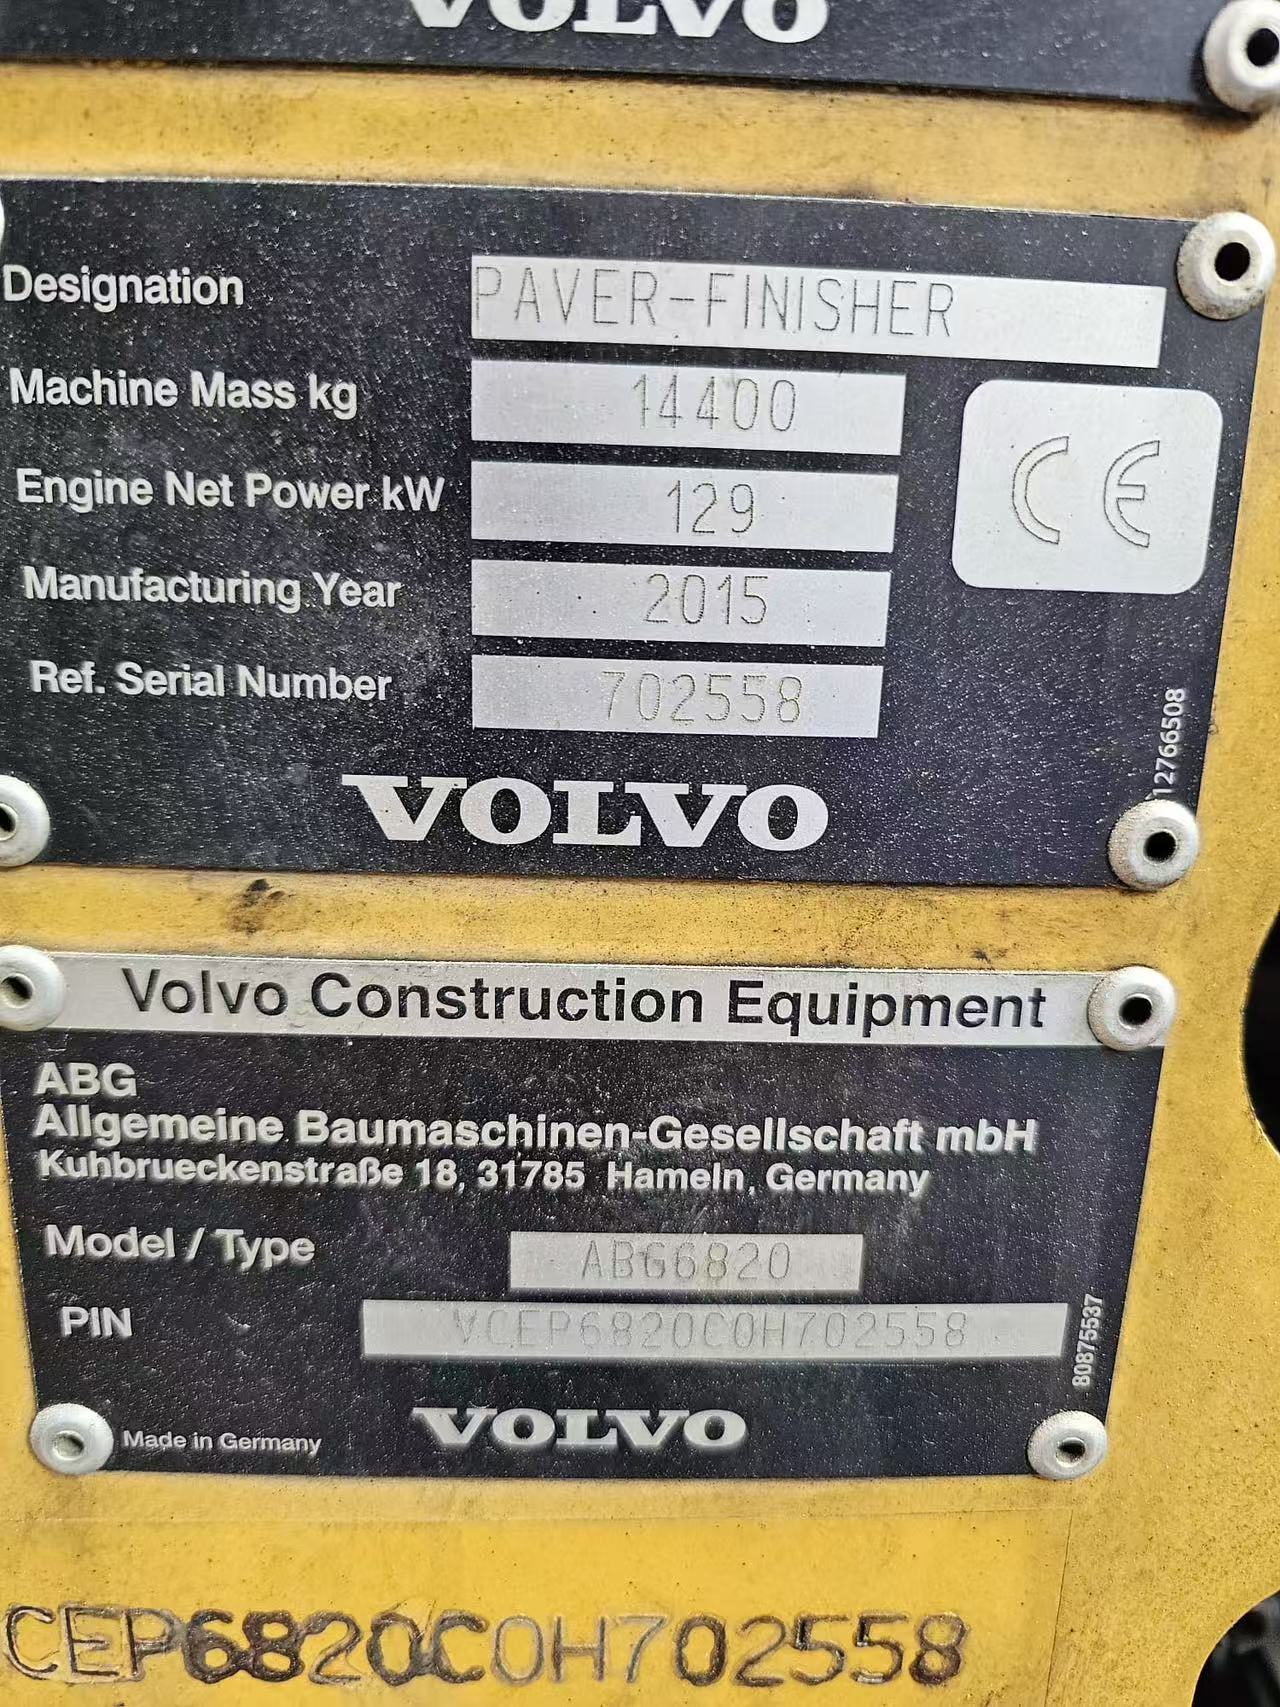 VOLVO
Designation PAVER-FINISHER
Machine Mass kg 14400
Engine Net Power kW 129
Manufacturing Year 2015
Ref. Serial Number 702558
CE
12766508
VOLVO
Volvo Construction Equipment
ABG
Allgemeine Baumaschinen-Gesellschaft mbH
Kuhbrueckenstraße 18, 31785 Hameln, Germany
Model / Type ABG6820
PIN VCEP6820C0H702558
80875537
VOLVO
Made in Germany
CEP6820C0H702558